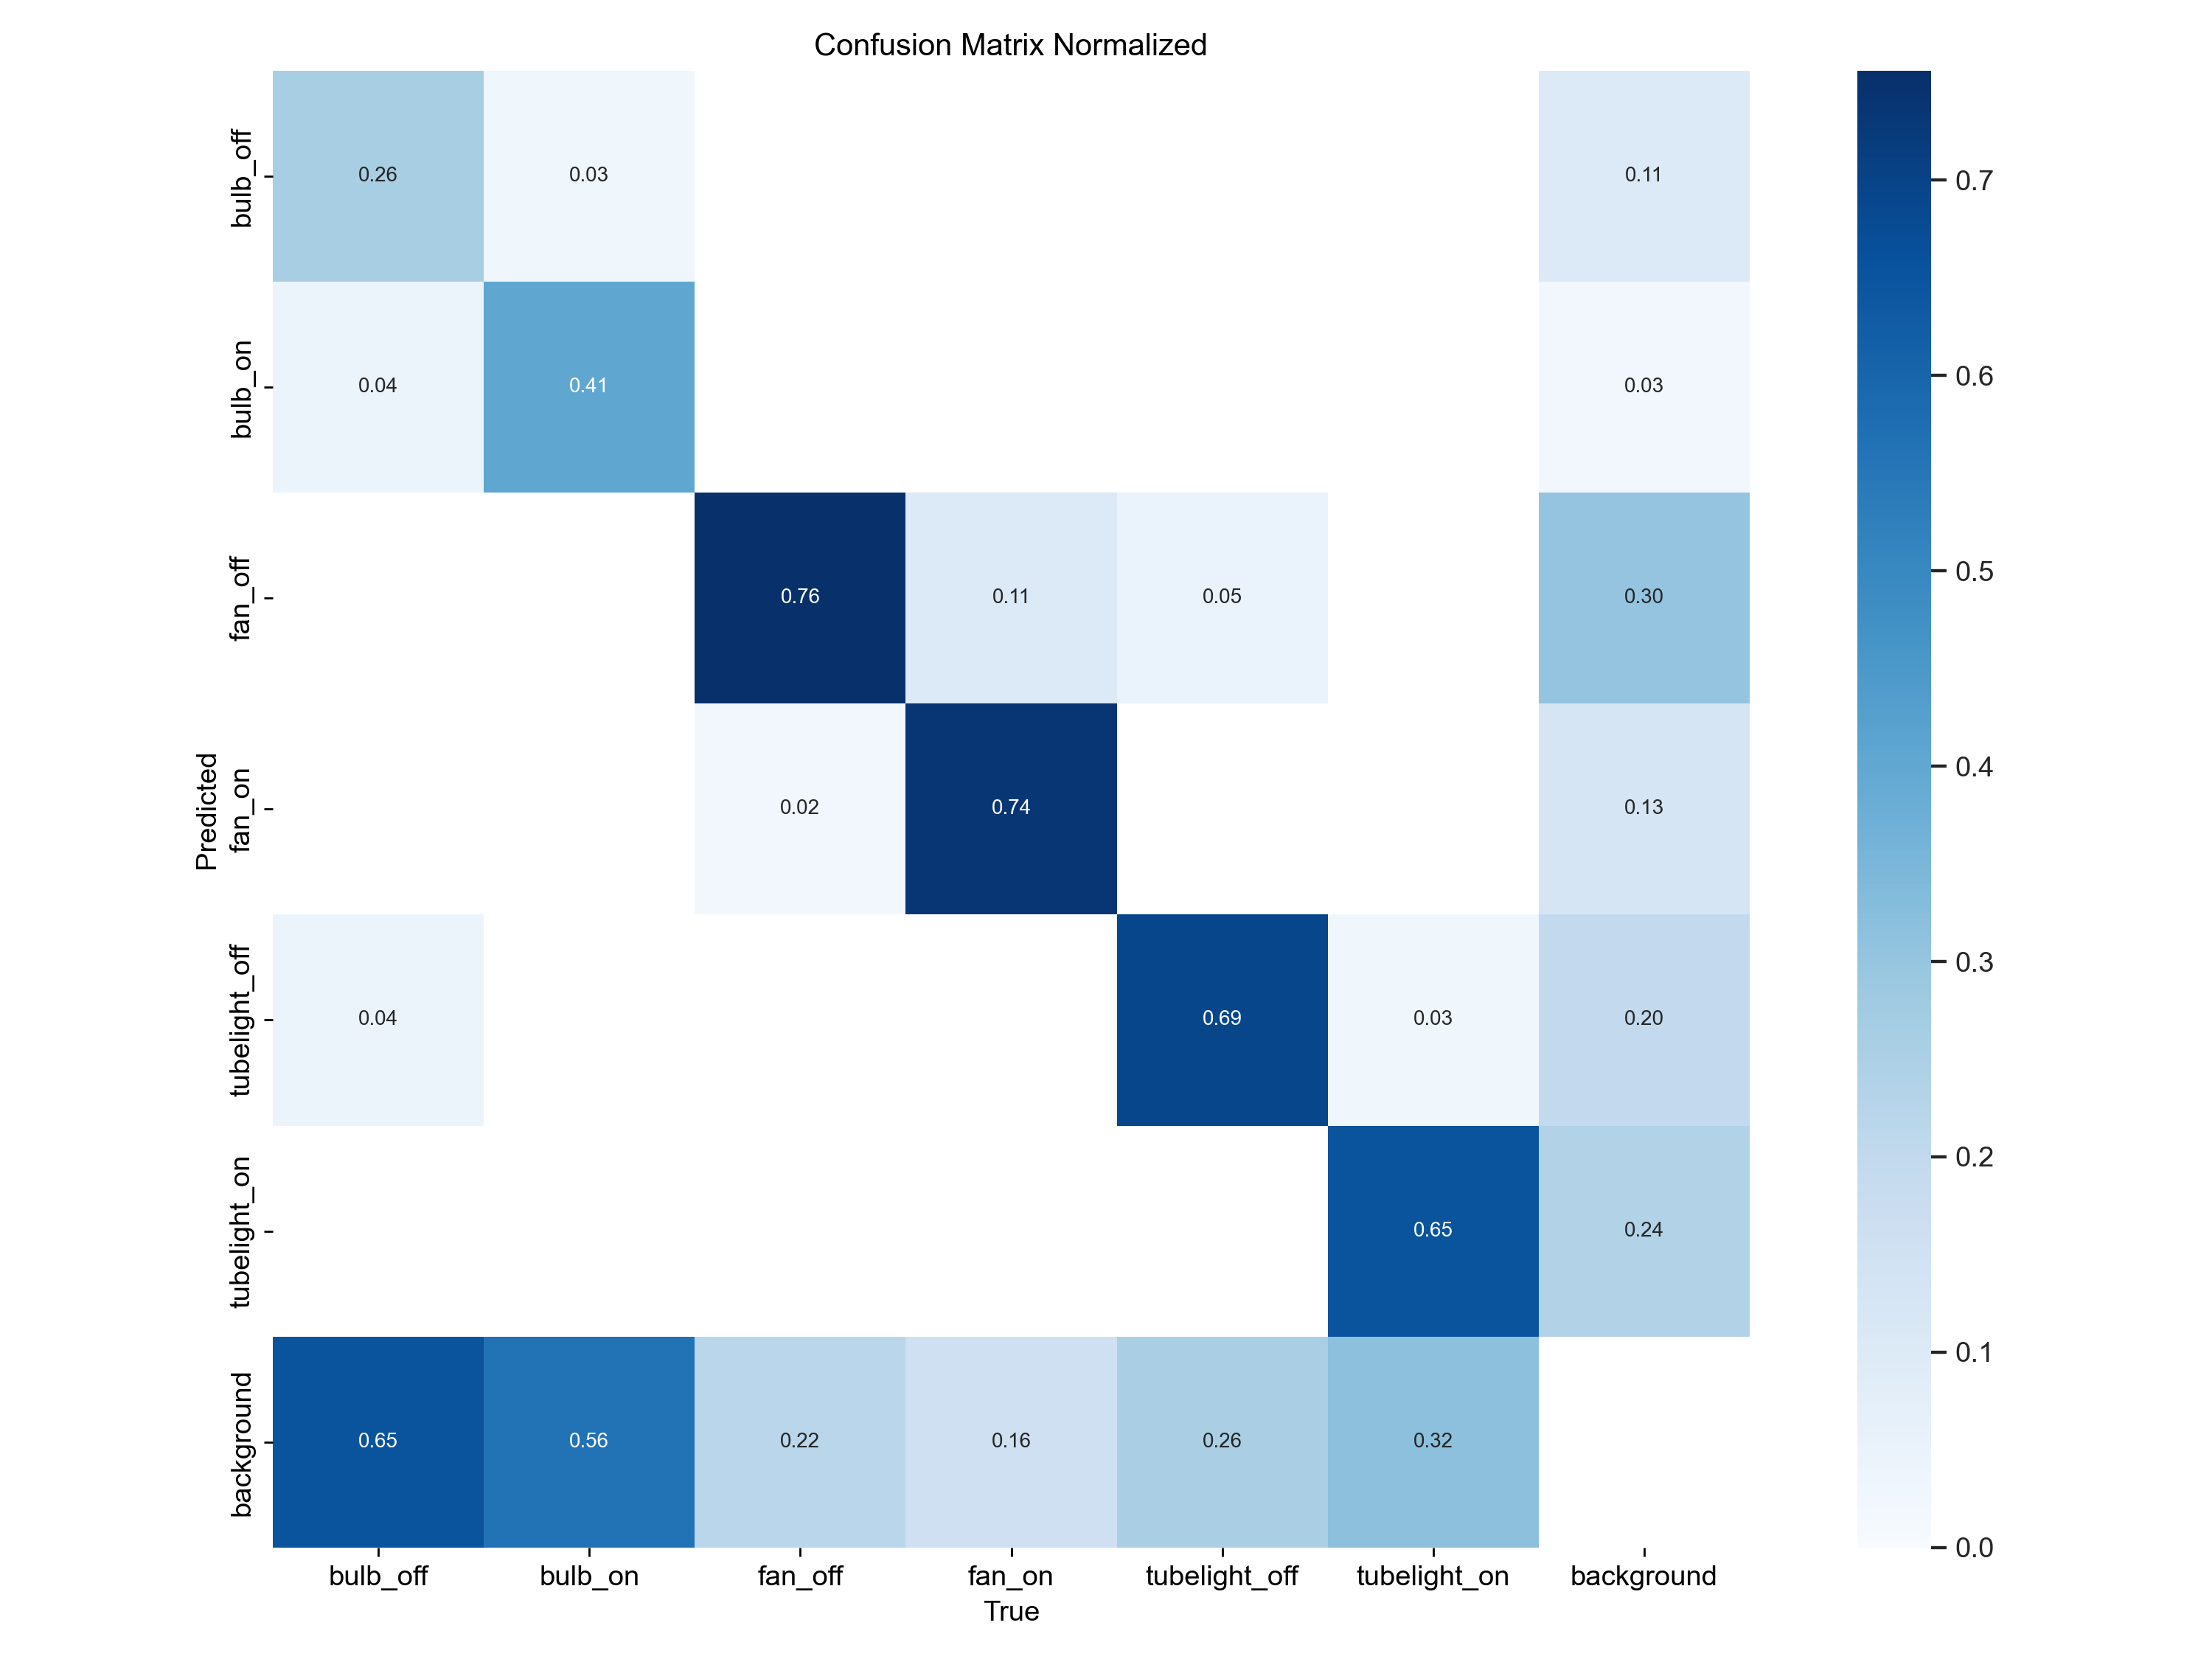 Confusion Matrix Normalized
bulb_off 0.26 0.03 0.11
bulb_on 0.04 0.41 0.03
fan_off 0.76 0.11 0.05 0.30
fan_on 0.02 0.74 0.13
tubelight_off 0.04 0.69 0.03 0.20
tubelight_on 0.65 0.24
background 0.65 0.56 0.22 0.16 0.26 0.32
Predicted
bulb_off bulb_on fan_off fan_on tubelight_off tubelight_on background
True
0.7
0.6
0.5
0.4
0.3
0.2
0.1
0.0